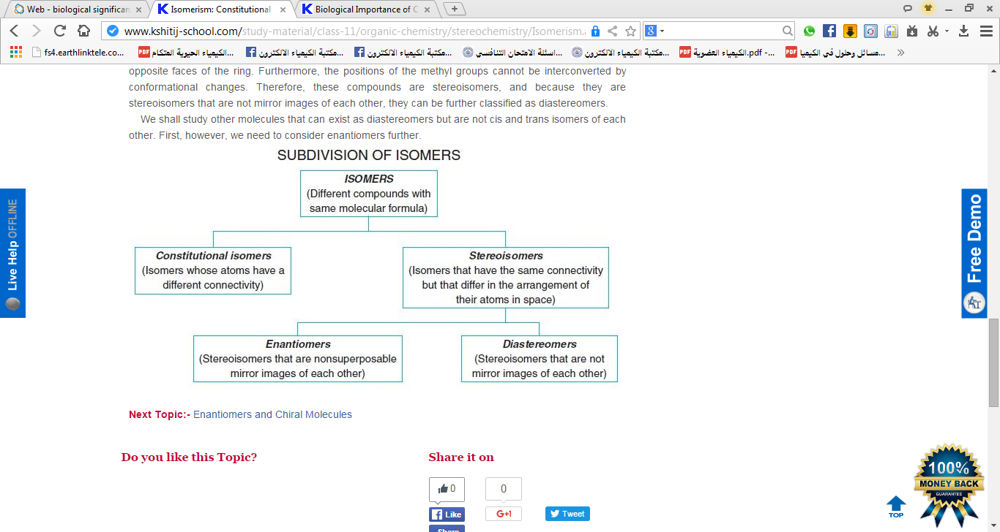 Web - biological significan
Isomerism: Constitutional
Biological Importance of C
www.kshitij-school.com/study-material/class-11/organic-chemistry/stereochemistry/Isomerism.
fs4.earthlinktele.co...
الكيمياء الحيوية المتكام...
مكتبة الكيمياء الالكترون...
مكتبة الكيمياء الالكترون...
اسئلة الامتحان التنافسي...
مكتبة الكيمياء الالكترون...
الكيمياء العضوية.pdf -...
مسائل وحلول في الكيميا...
opposite faces of the ring. Furthermore, the positions of the methyl groups cannot be interconverted by
conformational changes. Therefore, these compounds are stereoisomers, and because they are
stereoisomers that are not mirror images of each other, they can be further classified as diastereomers.
We shall study other molecules that can exist as diastereomers but are not cis and trans isomers of each
other. First, however, we need to consider enantiomers further.
SUBDIVISION OF ISOMERS
ISOMERS
(Different compounds with
same molecular formula)
Constitutional isomers
(Isomers whose atoms have a
different connectivity)
Stereoisomers
(Isomers that have the same connectivity
but that differ in the arrangement of
their atoms in space)
Enantiomers
(Stereoisomers that are nonsuperposable
mirror images of each other)
Diastereomers
(Stereoisomers that are not
mirror images of each other)
Live Help OFFLINE
Free Demo
Next Topic:- Enantiomers and Chiral Molecules
Do you like this Topic?
Share it on
0
0
Like
G+1
Tweet
Share
100%
MONEY BACK
GUARANTEE
TOP